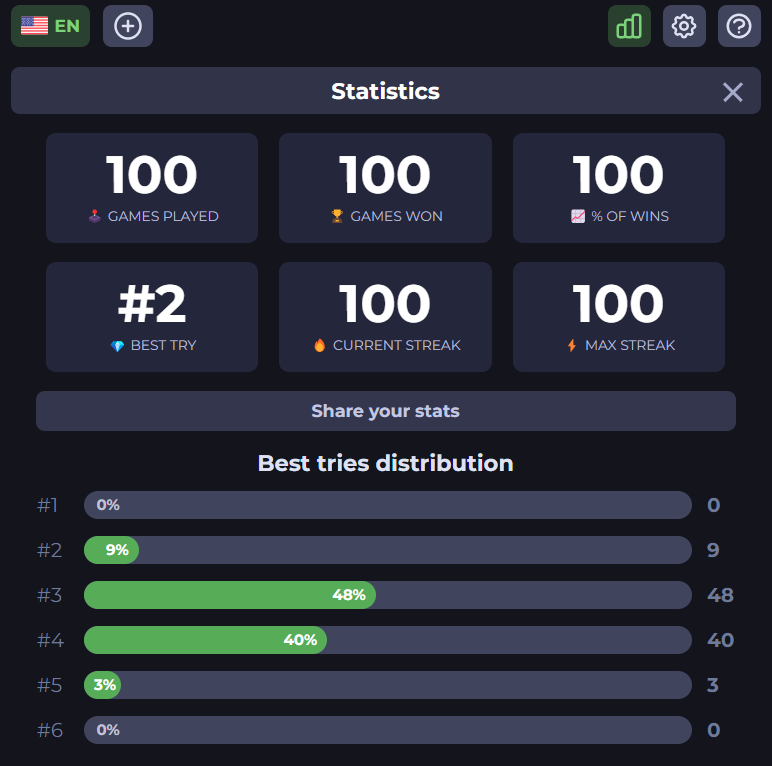 EN
Statistics
100 100 100
GAMES PLAYED GAMES WON % OF WINS
#2 100 100
BEST TRY CURRENT STREAK MAX STREAK
Share your stats
Best tries distribution
#1 0% 0
#2 9% 9
#3 48% 48
#4 40% 40
#5 3% 3
#6 0% 0